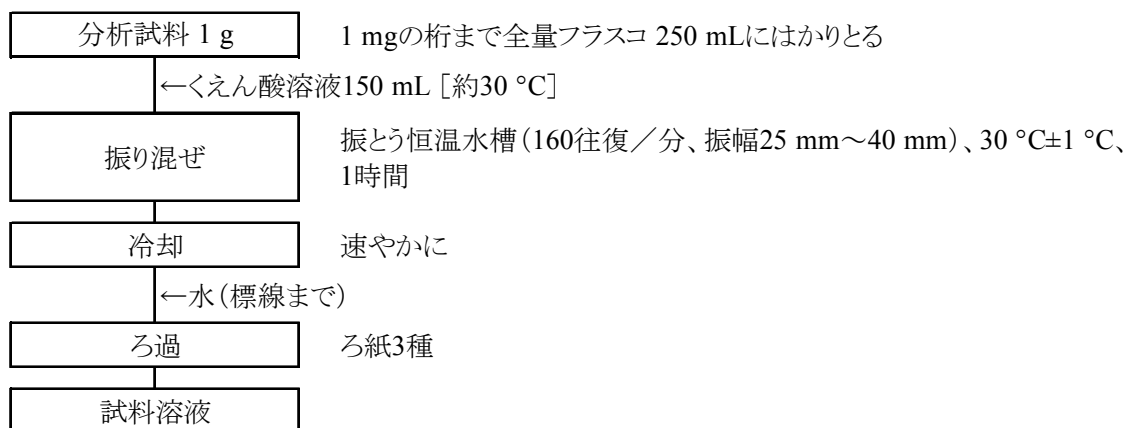 分析試料 1 g
1 mgの桁まで全量フラスコ 250 mLにはかりとる
←くえん酸溶液150 mL [約30 °C]
振り混ぜ
振とう恒温水槽(160往復/分、振幅25 mm~40 mm)、30 °C±1 °C、
1時間
冷却
速やかに
←水(標線まで)
ろ過
ろ紙3種
試料溶液